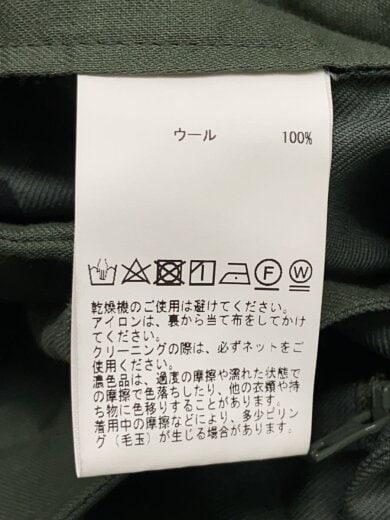 ウール 100%
F W
乾燥機のご使用は避けてください。
アイロンは、裏から当て布をしてかけ
てください。
クリーニングの際は、必ずネットをご
使用ください。
濃色品は、過度の摩擦や濡れた状態で
の摩擦で色落ちしたり、他の衣類や持
ち物に色移りすることがあります。
着用中の摩擦などにより、多少ピリン
グ(毛玉)が生じる場合があります。